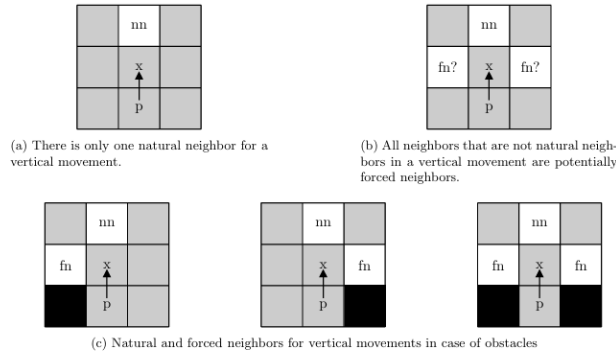 nn
x
p
(a) There is only one natural neighbor for a
vertical movement.
nn
fn? x fn?
p
(b) All neighbors that are not natural neigh-
bors in a vertical movement are potentially
forced neighbors.
nn
fn x
p
nn
x fn
p
nn
fn x fn
p
(c) Natural and forced neighbors for vertical movements in case of obstacles